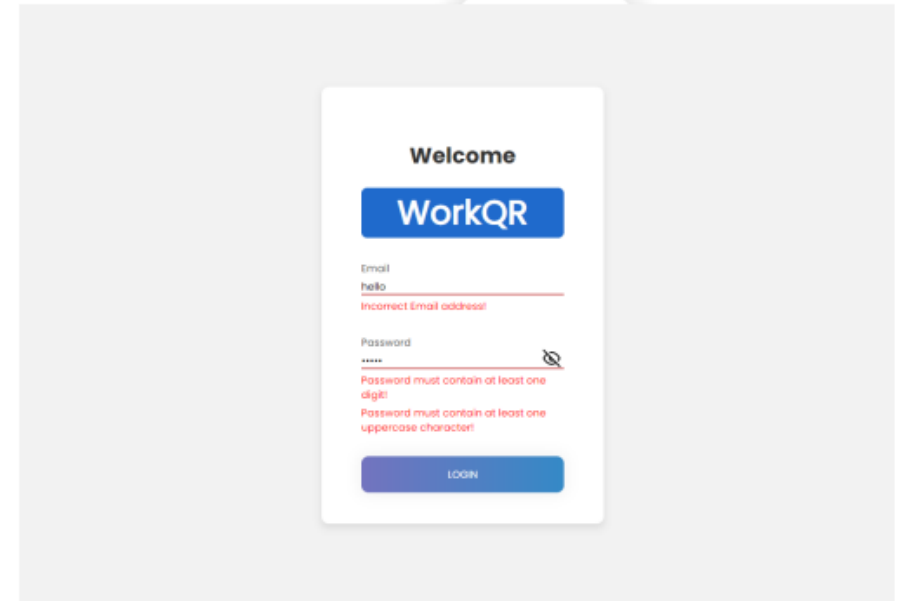 Welcome
WorkQR
Email
hello
Incorrect Email address!
Password
•••••
Password must contain at least one
digit!
Password must contain at least one
uppercase character!
LOGIN